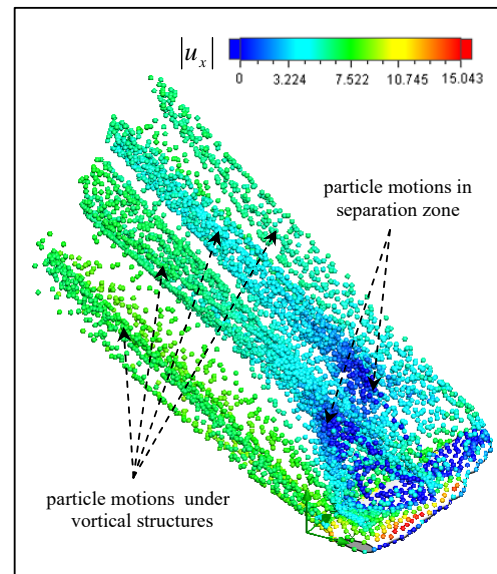 |u_x|
0 3.224 7.522 10.745 15.043
particle motions in
separation zone
particle motions under
vortical structures